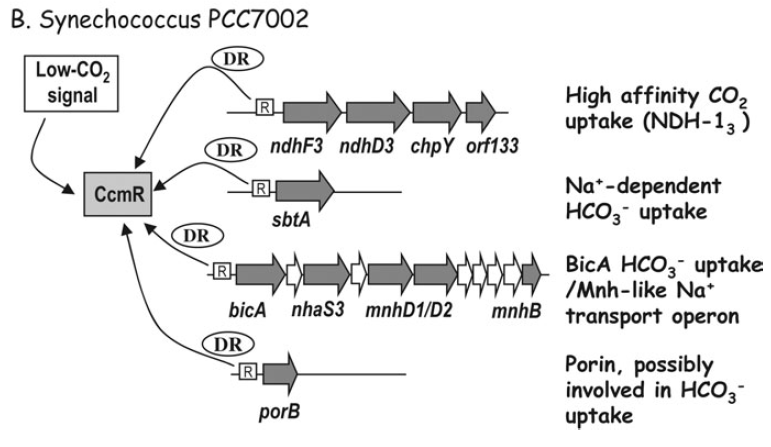 B. Synechococcus PCC7002
Low-CO₂
signal
CcmR
DR
R
ndhF3 ndhD3 chpY orf133
High affinity CO₂
uptake (NDH-1₃)
DR
R
sbtA
Na⁺-dependent
HCO₃⁻ uptake
DR
R
bicA nhaS3 mnhD1/D2 mnhB
BicA HCO₃⁻ uptake
/Mnh-like Na⁺
transport operon
DR
R
porB
Porin, possibly
involved in HCO₃⁻
uptake